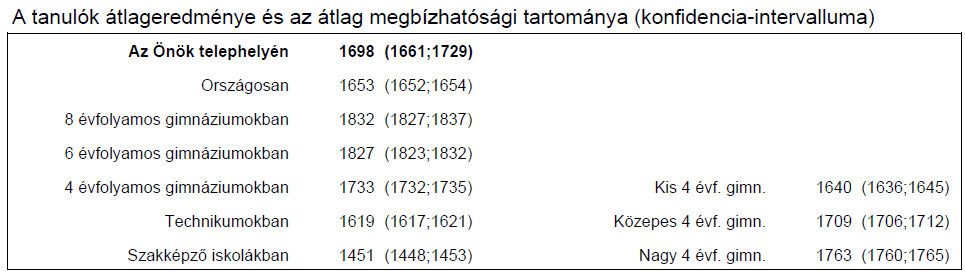 A tanulók átlageredménye és az átlag megbízhatósági tartománya (konfidencia-intervalluma)
Az Önök telephelyén 1698 (1661;1729)
Országosan 1653 (1652;1654)
8 évfolyamos gimnáziumokban 1832 (1827;1837)
6 évfolyamos gimnáziumokban 1827 (1823;1832)
4 évfolyamos gimnáziumokban 1733 (1732;1735) Kis 4 évf. gimn. 1640 (1636;1645)
Technikumokban 1619 (1617;1621) Közepes 4 évf. gimn. 1709 (1706;1712)
Szakképző iskolákban 1451 (1448;1453) Nagy 4 évf. gimn. 1763 (1760;1765)